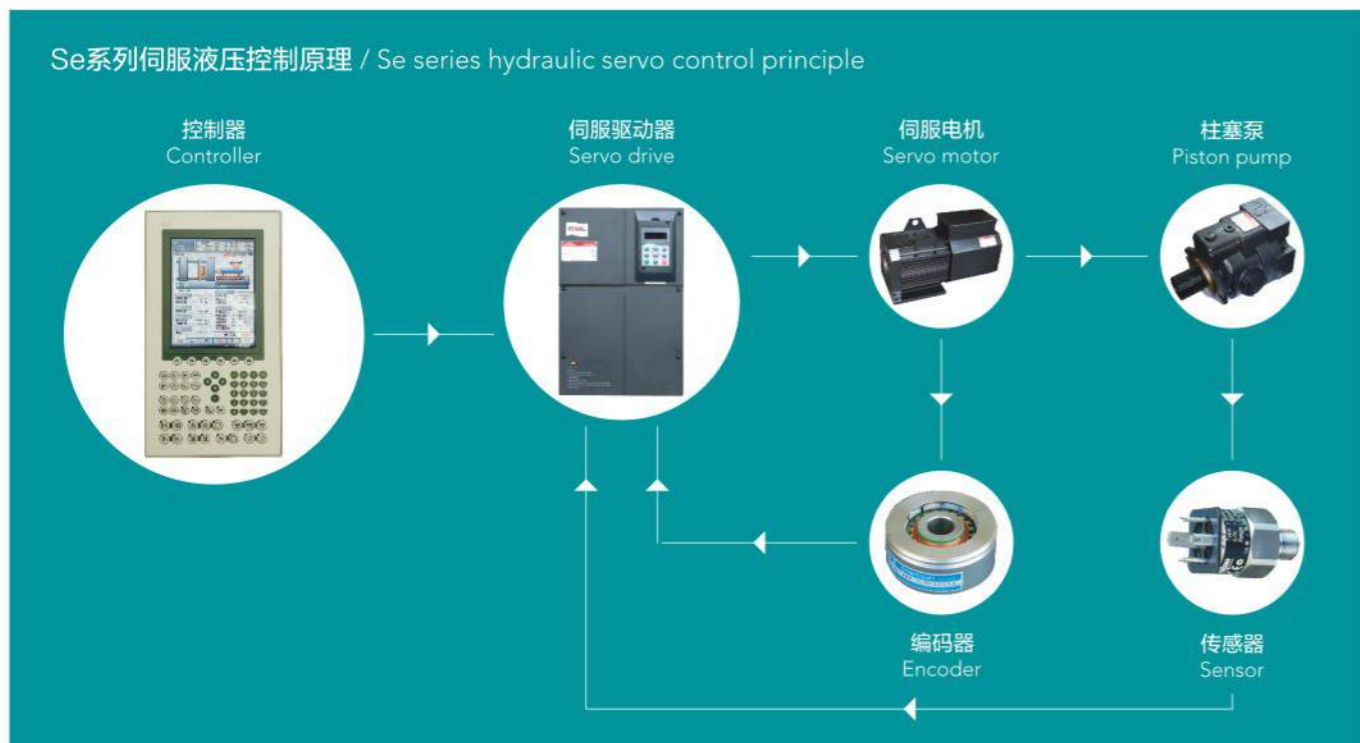 Se系列伺服液压控制原理 / Se series hydraulic servo control principle
控制器
Controller
伺服驱动器
Servo drive
伺服电机
Servo motor
柱塞泵
Piston pump
编码器
Encoder
传感器
Sensor